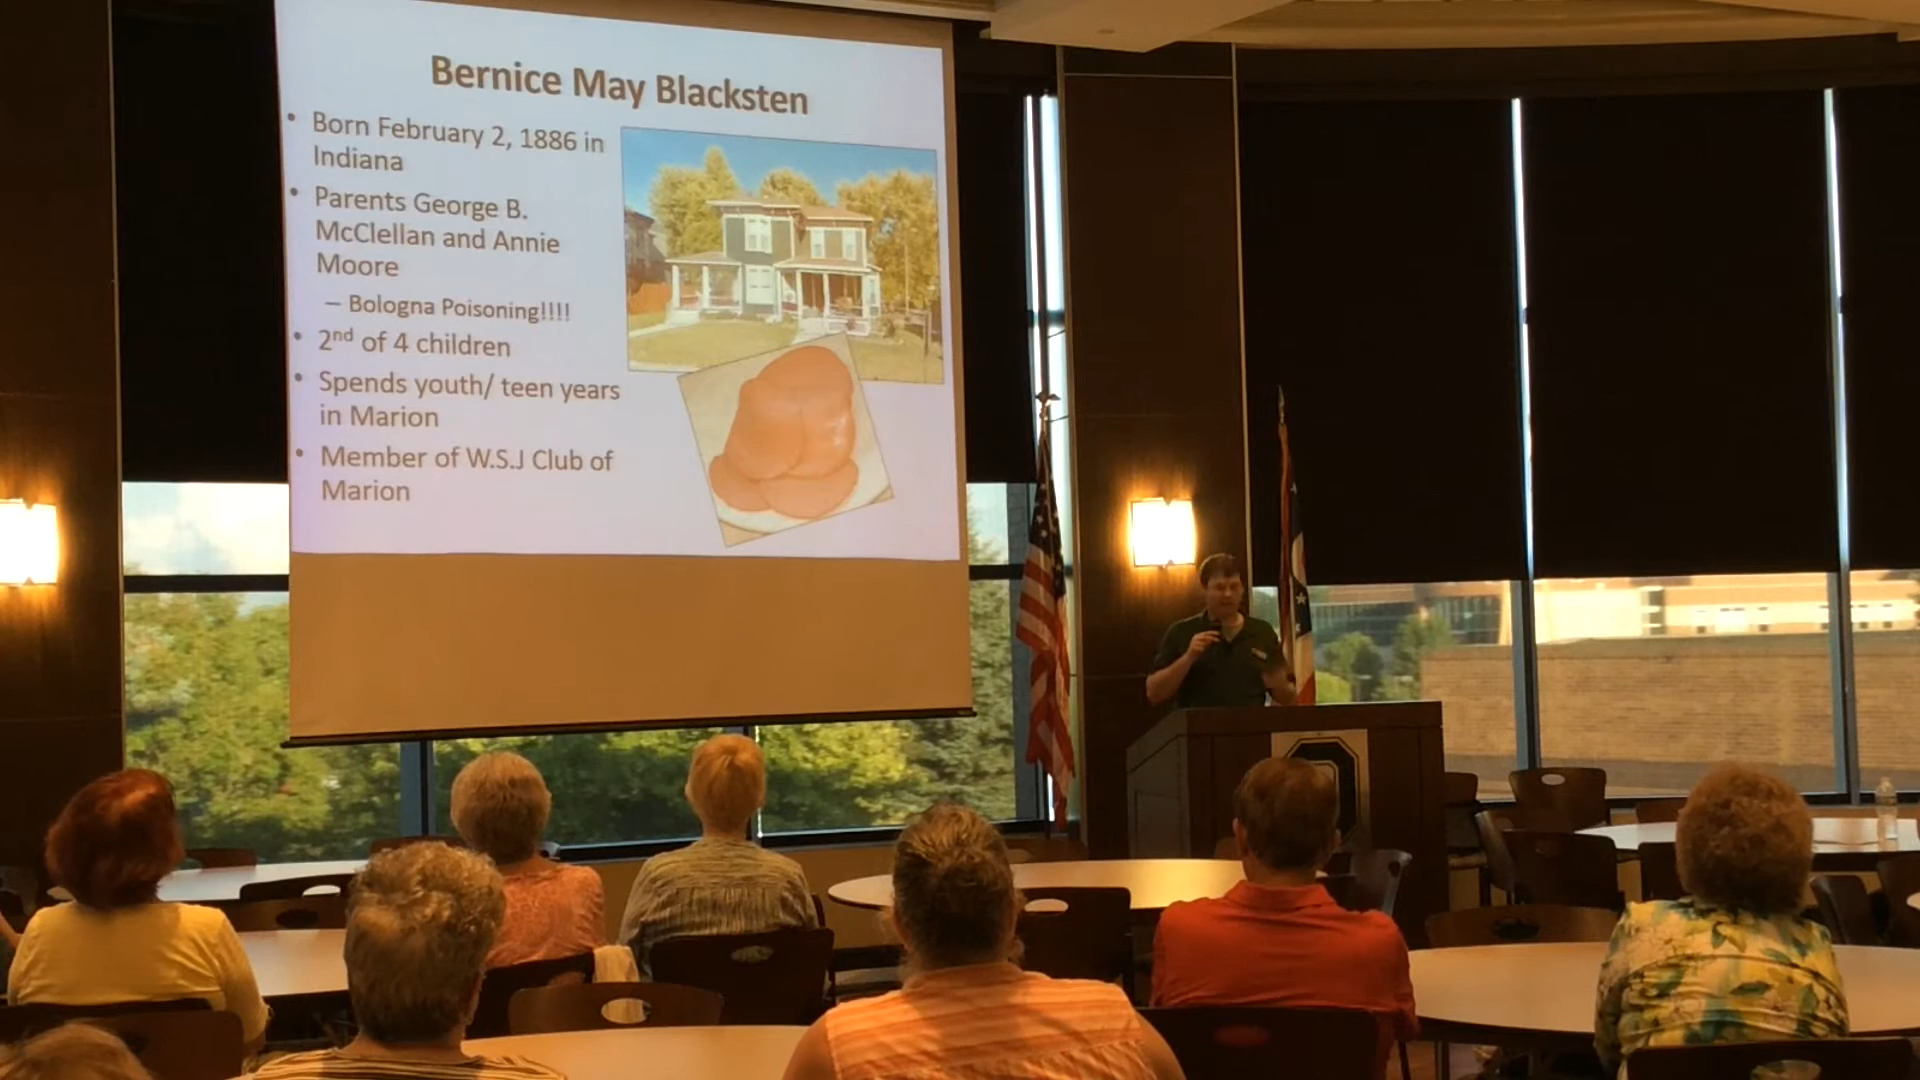 Bernice May Blacksten
• Born February 2, 1886 in
Indiana
• Parents George B.
McClellan and Annie
Moore
– Bologna Poisoning!!!!
• 2nd of 4 children
• Spends youth/ teen years
in Marion
• Member of W.S.J Club of
Marion